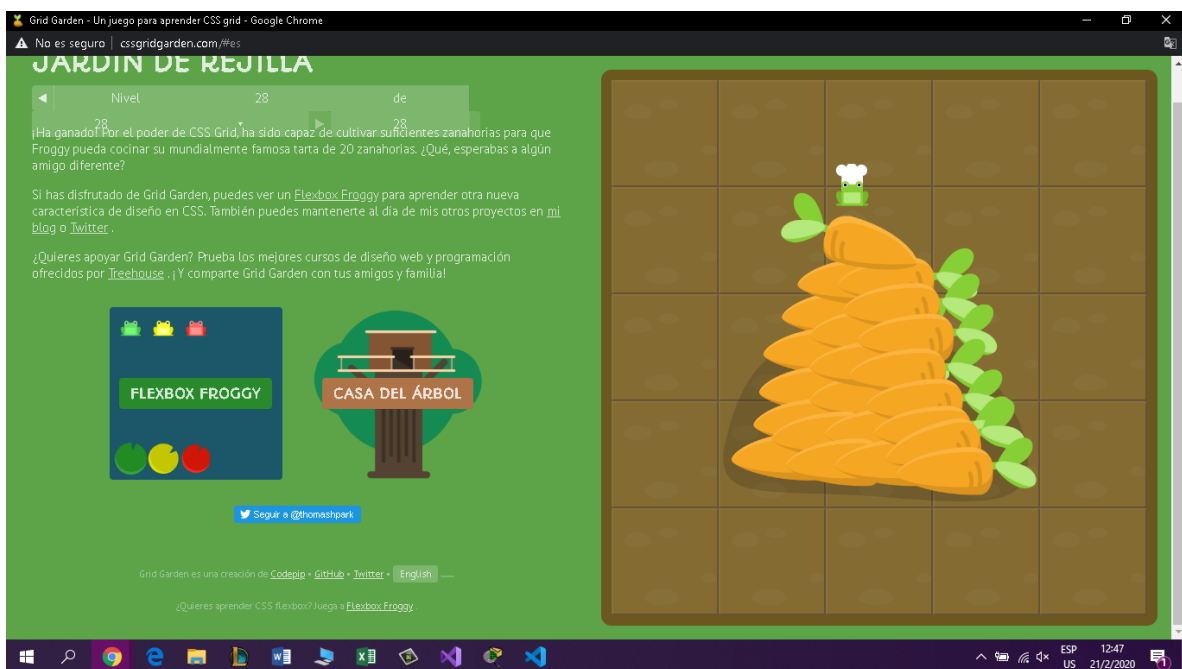 Grid Garden - Un juego para aprender CSS grid - Google Chrome
No es seguro | cssgridgarden.com/#es
JARDÍN DE REJILLA
Nivel 28 de
28 28
¡Ha ganado! Por el poder de CSS Grid, ha sido capaz de cultivar suficientes zanahorias para que
Froggy pueda cocinar su mundialmente famosa tarta de 20 zanahorias. ¿Qué, esperabas a algún
amigo diferente?
Si has disfrutado de Grid Garden, puedes ver un Flexbox Froggy para aprender otra nueva
característica de diseño en CSS. También puedes mantenerte al día de mis otros proyectos en mi
blog o Twitter .
¿Quieres apoyar Grid Garden? Prueba los mejores cursos de diseño web y programación
ofrecidos por Treehouse . ¡Y comparte Grid Garden con tus amigos y familia!
FLEXBOX FROGGY
CASA DEL ÁRBOL
Seguir a @thomashpark
Grid Garden es una creación de Codepip • GitHub • Twitter • English
¿Quieres aprender CSS flexbox? Juega a Flexbox Froggy .
ESP 12:47
US 21/2/2020
1